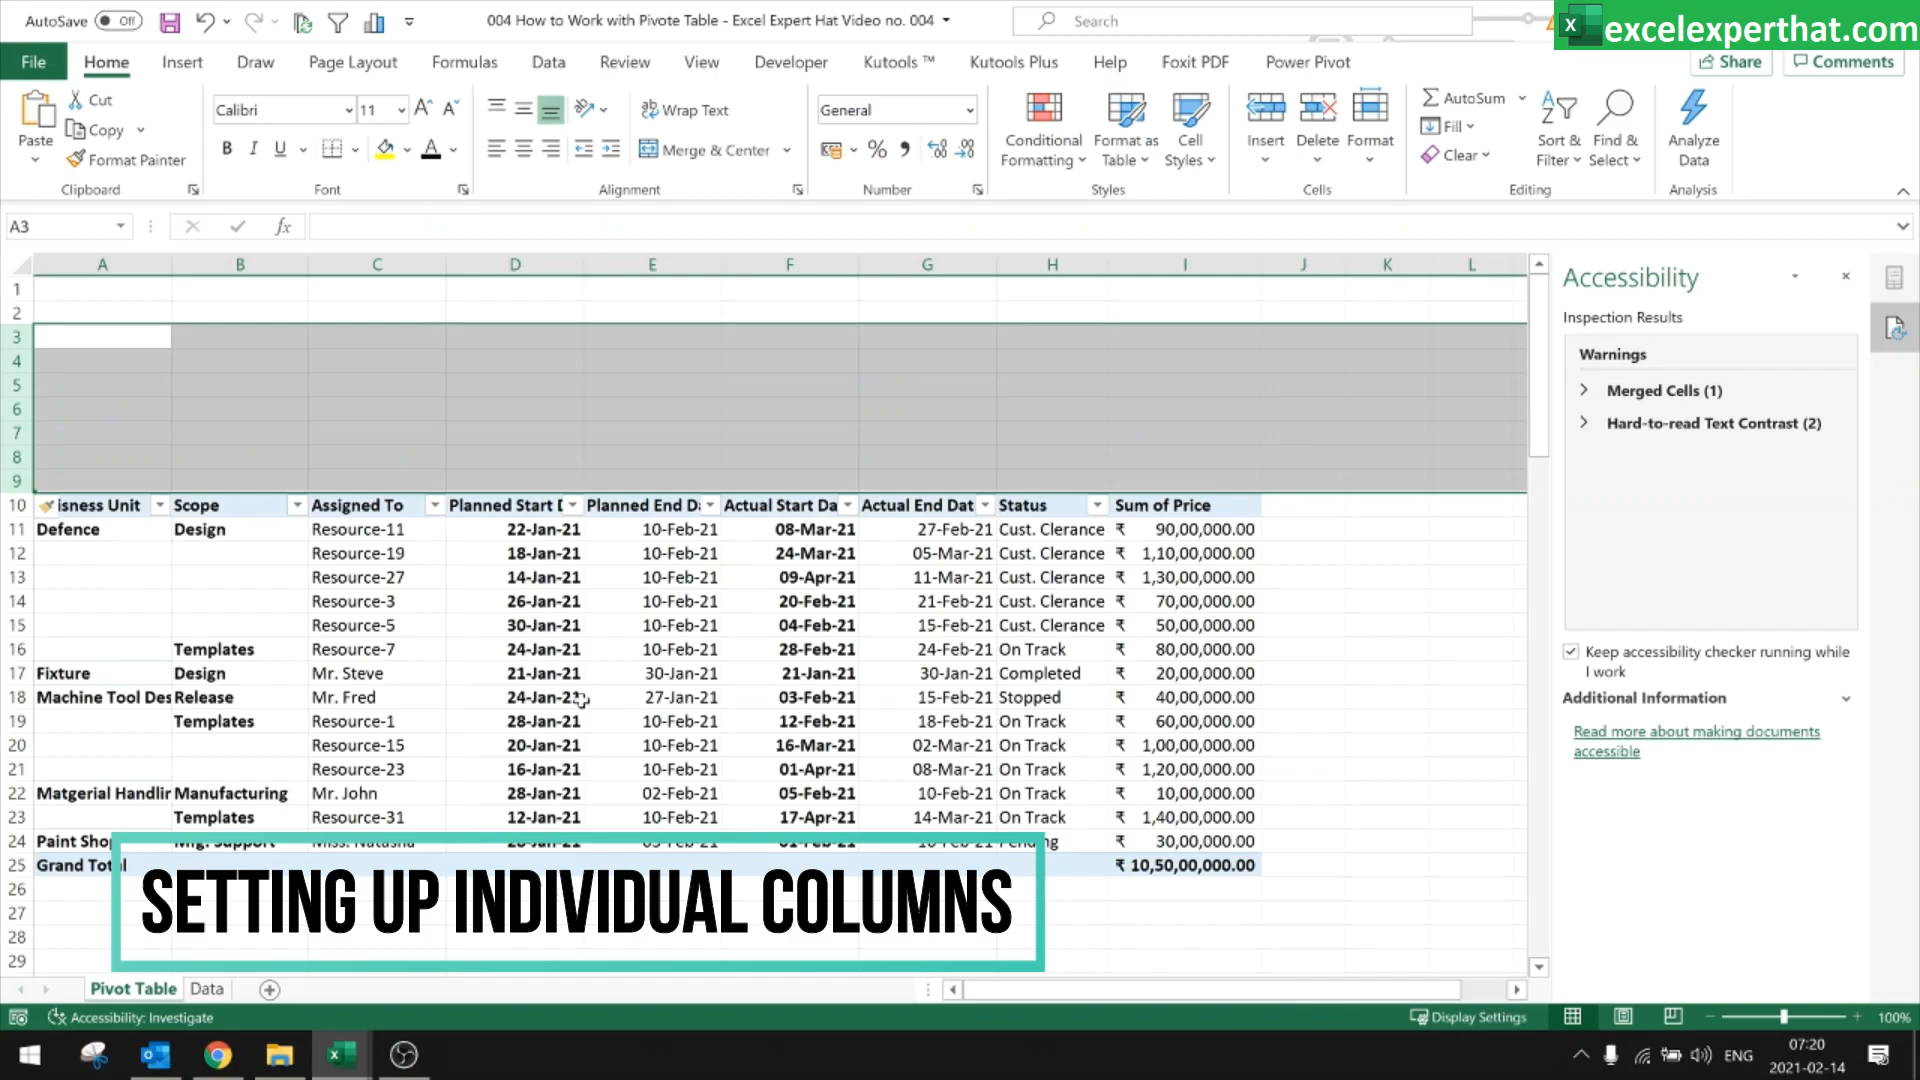 AutoSave Off 004 How to Work with Pivote Table - Excel Expert Hat Video no. 004 Search
excelexperthat.com
File Home Insert Draw Page Layout Formulas Data Review View Developer Kutools ™ Kutools Plus Help Foxit PDF Power Pivot Share Comments
Paste Cut
Copy
Format Painter
Clipboard
Calibri 11
B I U
Font
Wrap Text
Merge & Center
Alignment
General
Number
Conditional Formatting Format as Table Cell Styles
Styles
Insert Delete Format
Cells
AutoSum
Fill
Clear
Sort & Filter Find & Select
Editing
Analyze Data
Analysis
A3 fx
A B C D E F G H I J K L
1
2
3
4
5
6
7
8
9
10 isness Unit Scope Assigned To Planned Start D Planned End Da Actual Start Da Actual End Dat Status Sum of Price
11 Defence Design Resource-11 22-Jan-21 10-Feb-21 08-Mar-21 27-Feb-21 Cust. Clerance ₹ 90,00,000.00
12 Resource-19 18-Jan-21 10-Feb-21 24-Mar-21 05-Mar-21 Cust. Clerance ₹ 1,10,00,000.00
13 Resource-27 14-Jan-21 10-Feb-21 09-Apr-21 11-Mar-21 Cust. Clerance ₹ 1,30,00,000.00
14 Resource-3 26-Jan-21 10-Feb-21 20-Feb-21 21-Feb-21 Cust. Clerance ₹ 70,00,000.00
15 Resource-5 30-Jan-21 10-Feb-21 04-Feb-21 15-Feb-21 Cust. Clerance ₹ 50,00,000.00
16 Templates Resource-7 24-Jan-21 10-Feb-21 28-Feb-21 24-Feb-21 On Track ₹ 80,00,000.00
17 Fixture Design Mr. Steve 21-Jan-21 30-Jan-21 21-Jan-21 30-Jan-21 Completed ₹ 20,00,000.00
18 Machine Tool Des Release Mr. Fred 24-Jan-21 27-Jan-21 03-Feb-21 15-Feb-21 Stopped ₹ 40,00,000.00
19 Templates Resource-1 28-Jan-21 10-Feb-21 12-Feb-21 18-Feb-21 On Track ₹ 60,00,000.00
20 Resource-15 20-Jan-21 10-Feb-21 16-Mar-21 02-Mar-21 On Track ₹ 1,00,00,000.00
21 Resource-23 16-Jan-21 10-Feb-21 01-Apr-21 08-Mar-21 On Track ₹ 1,20,00,000.00
22 Matgerial Handlin Manufacturing Mr. John 28-Jan-21 02-Feb-21 05-Feb-21 10-Feb-21 On Track ₹ 10,00,000.00
23 Templates Resource-31 12-Jan-21 10-Feb-21 17-Apr-21 14-Mar-21 On Track ₹ 1,40,00,000.00
24 Paint Shop ₹ 30,00,000.00
25 Grand Total ₹ 10,50,00,000.00
26
27
28
29
SETTING UP INDIVIDUAL COLUMNS
Accessibility
Inspection Results
Warnings
Merged Cells (1)
Hard-to-read Text Contrast (2)
Keep accessibility checker running while
I work
Additional Information
Read more about making documents
accessible
Pivot Table Data
Accessibility: Investigate Display Settings 100%
ENG 07:20
2021-02-14